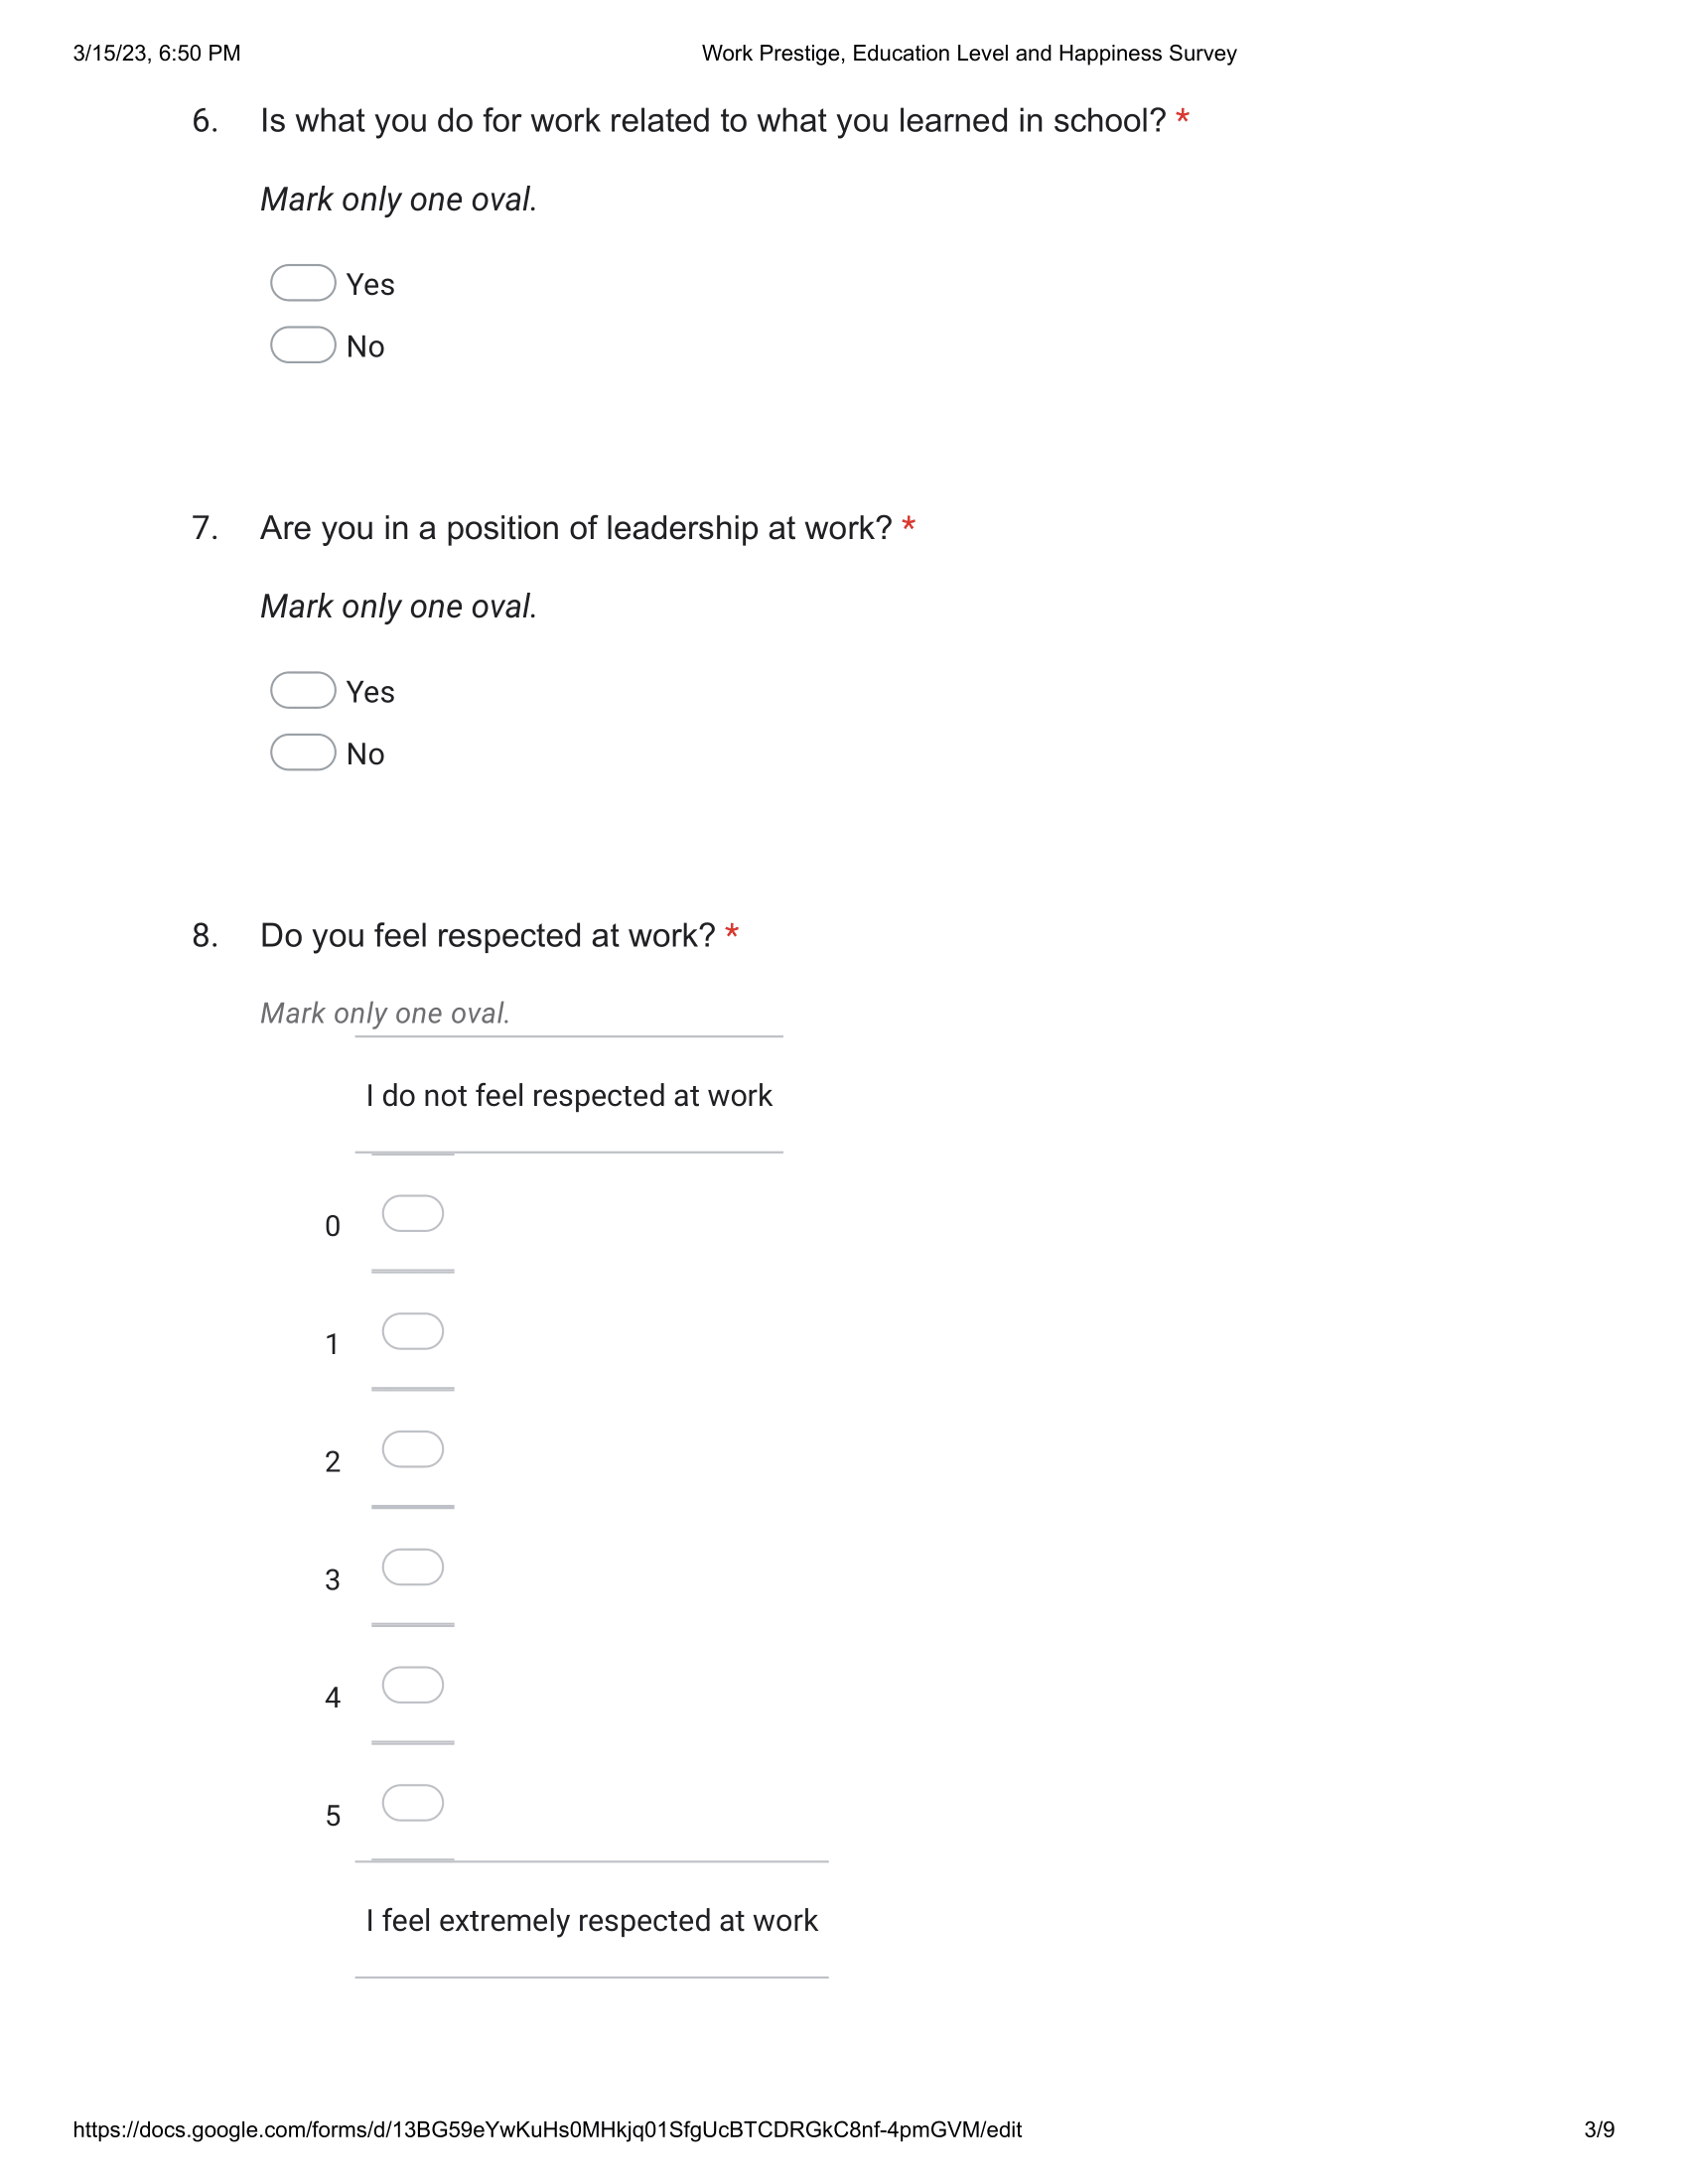 3/15/23, 6:50 PM
Work Prestige, Education Level and Happiness Survey
6. Is what you do for work related to what you learned in school? *
Mark only one oval.
Yes
No
7. Are you in a position of leadership at work? *
Mark only one oval.
Yes
No
8. Do you feel respected at work? *
Mark only one oval.
I do not feel respected at work
0
1
2
3
4
5
I feel extremely respected at work
https://docs.google.com/forms/d/13BG59eYwKuHs0MHkjq01SfgUcBTCDRGkC8nf-4pmGVM/edit
3/9